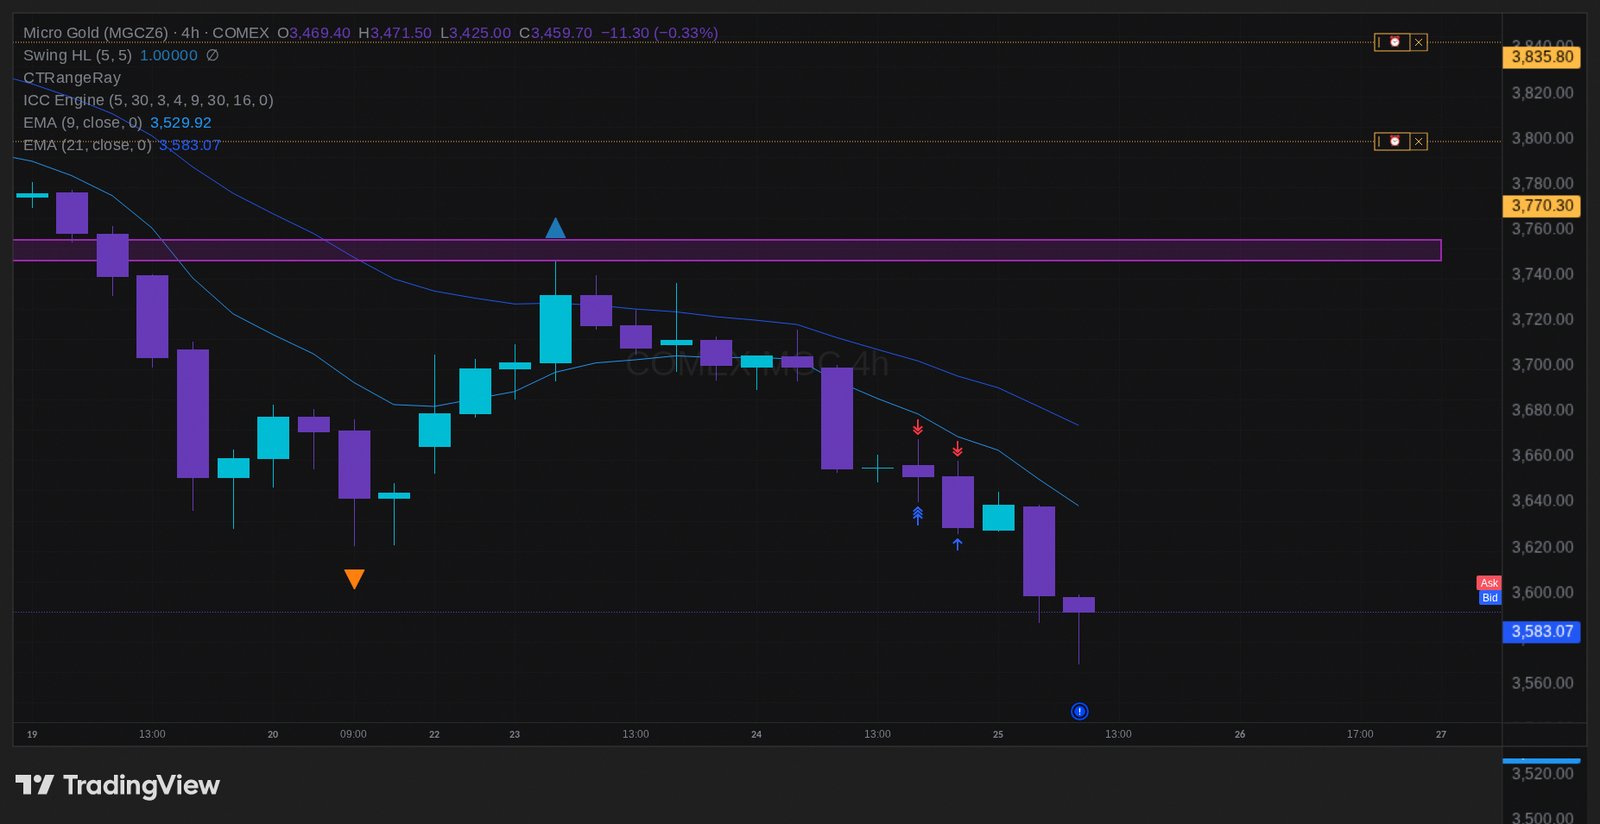 Micro Gold (MGCZ6) · 4h · COMEX O3,469.40 H3,471.50 L3,425.00 C3,459.70 −11.30 (−0.33%)
Swing HL (5, 5) 1.00000 ∅
CTRangeRay
ICC Engine (5, 30, 3, 4, 9, 30, 16, 0)
EMA (9, close, 0) 3,529.92
EMA (21, close, 0) 3,583.07
COMEX MGC 4h
3,840.00
3,835.80
3,820.00
3,800.00
3,780.00
3,770.30
3,760.00
3,740.00
3,720.00
3,700.00
3,680.00
3,660.00
3,640.00
3,620.00
3,600.00
Ask
Bid
3,583.07
3,560.00
19 13:00 20 09:00 22 23 13:00 24 13:00 25 13:00 26 17:00 27
3,520.00
3,500.00
TradingView